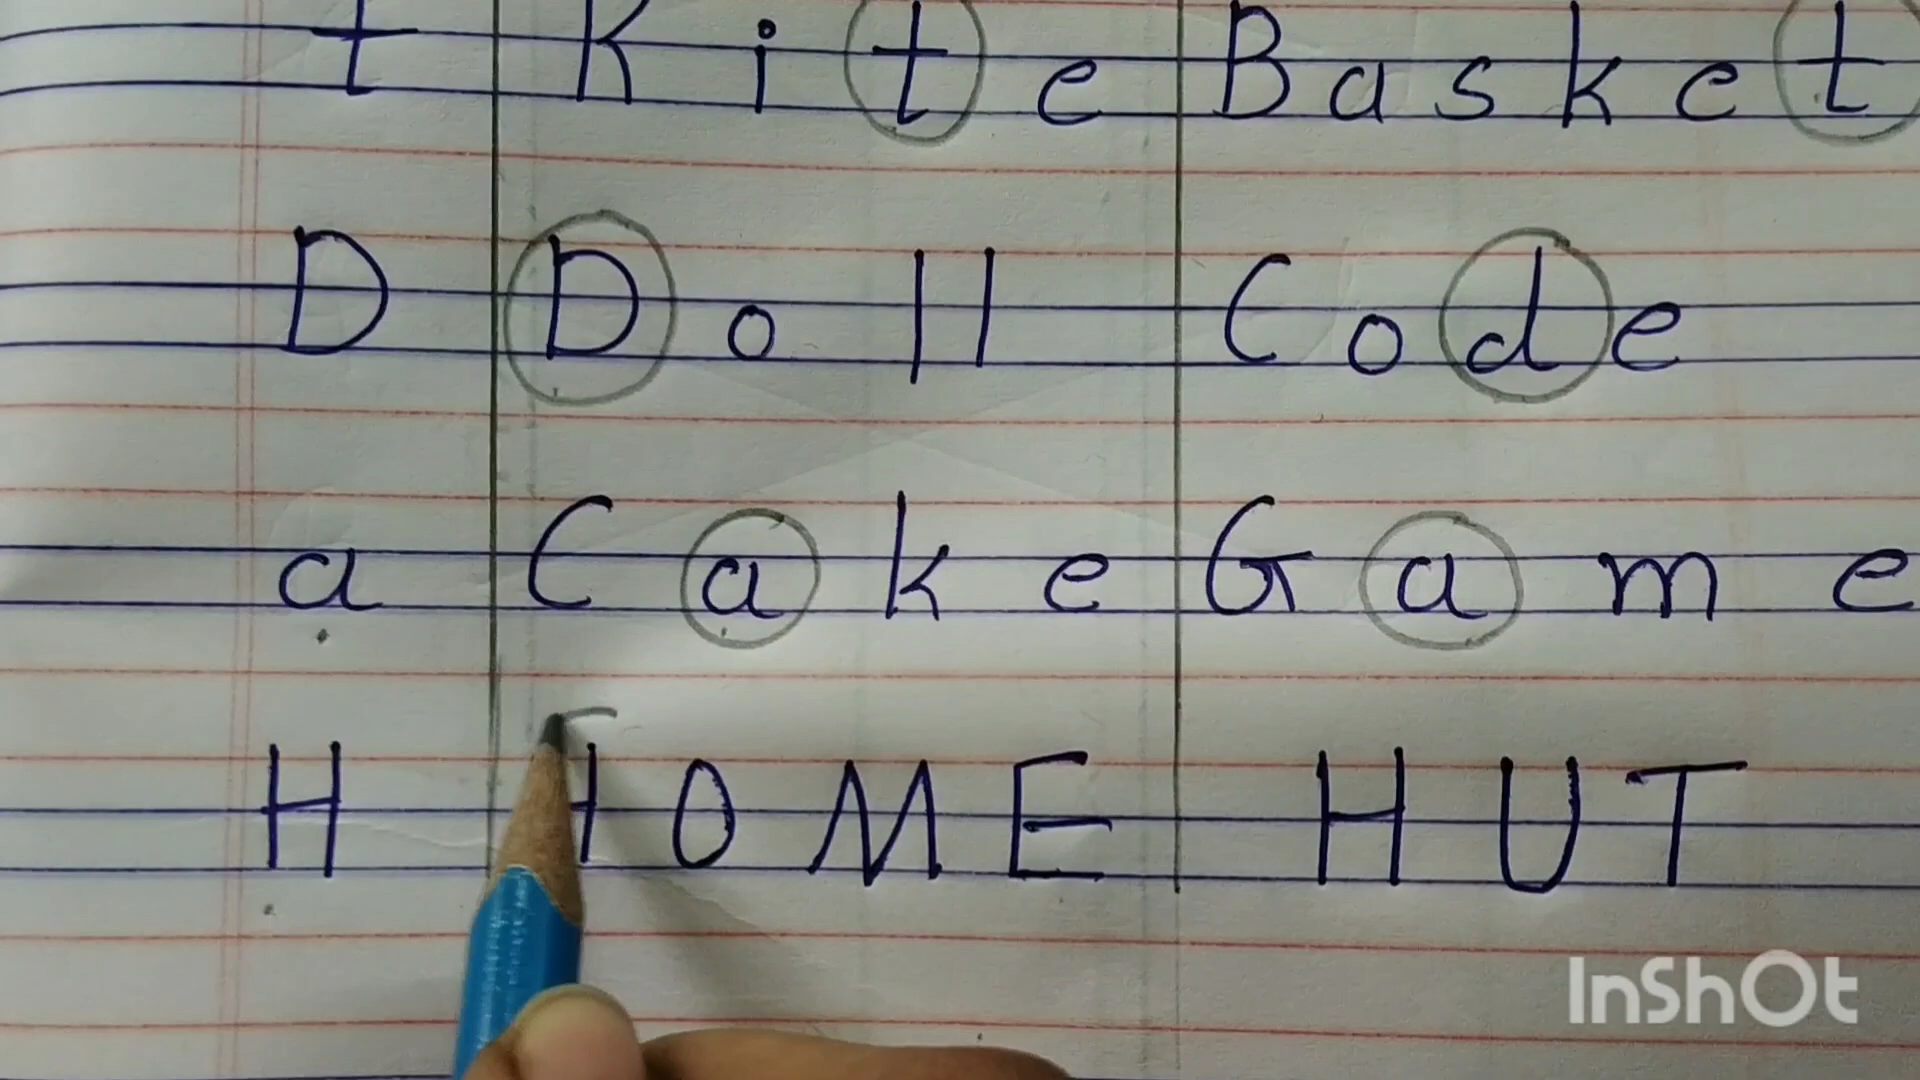 t Kite Basket
D Doll Code
a Cake Game
H HOME HUT
InShOt